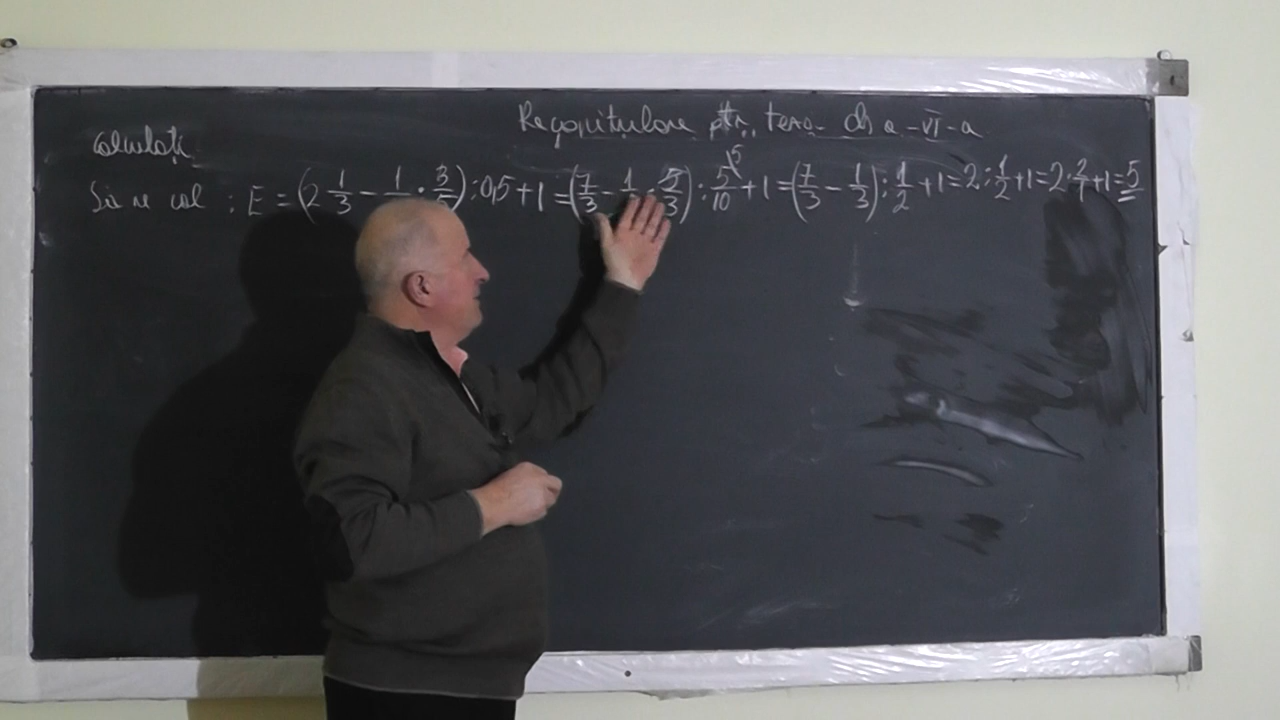 Recapitulare ptr. teza cls a-VI-a
Calculați
Să se cal : E = (2 1/3 - 1/ · 3/5) : 0,5 + 1 = (7/3 - 1/ · 5/3) : 5/10 + 1 = (7/3 - 1/3) : 1/2 + 1 = 2 : 1/2 + 1 = 2 · 2/1 + 1 = 5